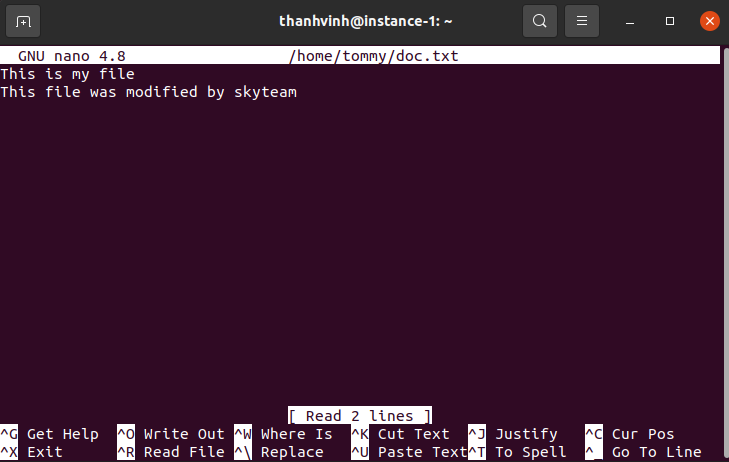 thanhvinh@instance-1: ~
GNU nano 4.8 /home/tommy/doc.txt
This is my file
This file was modified by skyteam
[ Read 2 lines ]
^G Get Help ^O Write Out ^W Where Is ^K Cut Text ^J Justify ^C Cur Pos
^X Exit ^R Read File ^\ Replace ^U Paste Text^T To Spell ^_ Go To Line